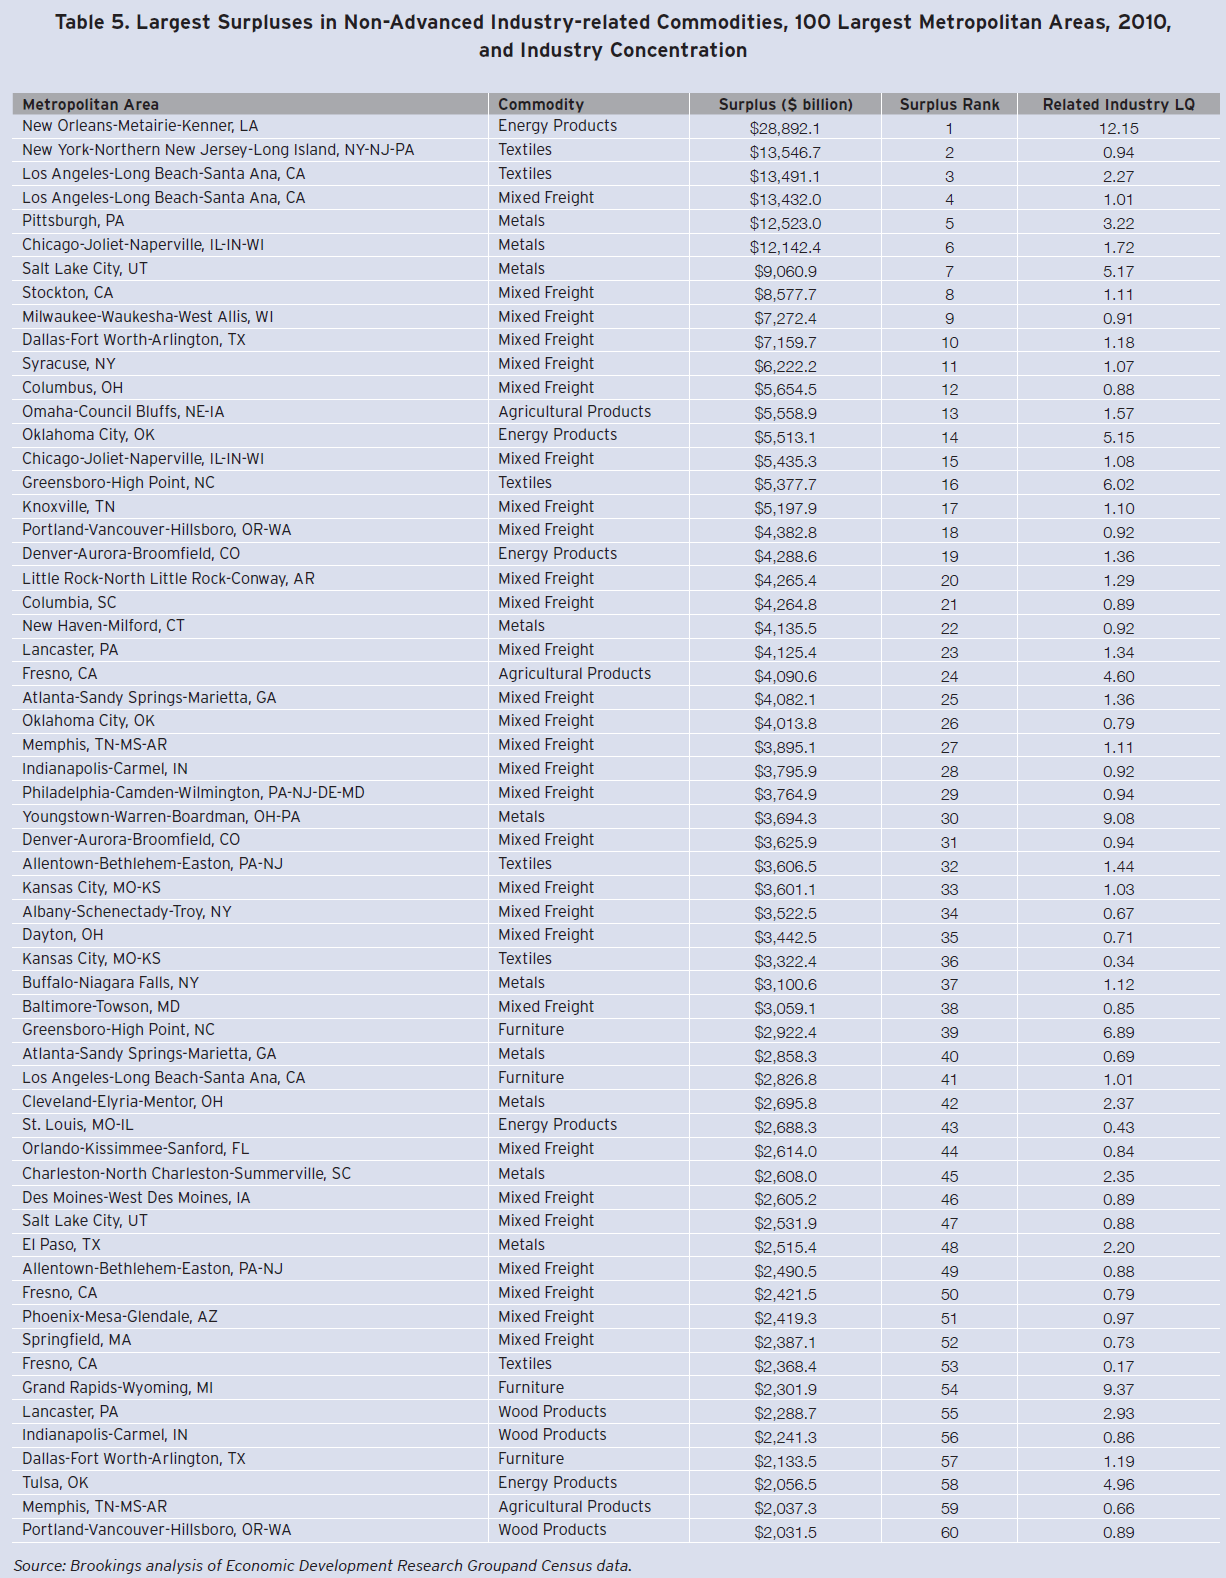 Table 5. Largest Surpluses in Non-Advanced Industry-related Commodities, 100 Largest Metropolitan Areas, 2010,
and Industry Concentration
Metropolitan Area Commodity Surplus ($ billion) Surplus Rank Related Industry LQ
New Orleans-Metairie-Kenner, LA Energy Products $28,892.1 1 12.15
New York-Northern New Jersey-Long Island, NY-NJ-PA Textiles $13,546.7 2 0.94
Los Angeles-Long Beach-Santa Ana, CA Textiles $13,491.1 3 2.27
Los Angeles-Long Beach-Santa Ana, CA Mixed Freight $13,432.0 4 1.01
Pittsburgh, PA Metals $12,523.0 5 3.22
Chicago-Joliet-Naperville, IL-IN-WI Metals $12,142.4 6 1.72
Salt Lake City, UT Metals $9,060.9 7 5.17
Stockton, CA Mixed Freight $8,577.7 8 1.11
Milwaukee-Waukesha-West Allis, WI Mixed Freight $7,272.4 9 0.91
Dallas-Fort Worth-Arlington, TX Mixed Freight $7,159.7 10 1.18
Syracuse, NY Mixed Freight $6,222.2 11 1.07
Columbus, OH Mixed Freight $5,654.5 12 0.88
Omaha-Council Bluffs, NE-IA Agricultural Products $5,558.9 13 1.57
Oklahoma City, OK Energy Products $5,513.1 14 5.15
Chicago-Joliet-Naperville, IL-IN-WI Mixed Freight $5,435.3 15 1.08
Greensboro-High Point, NC Textiles $5,377.7 16 6.02
Knoxville, TN Mixed Freight $5,197.9 17 1.10
Portland-Vancouver-Hillsboro, OR-WA Mixed Freight $4,382.8 18 0.92
Denver-Aurora-Broomfield, CO Energy Products $4,288.6 19 1.36
Little Rock-North Little Rock-Conway, AR Mixed Freight $4,265.4 20 1.29
Columbia, SC Mixed Freight $4,264.8 21 0.89
New Haven-Milford, CT Metals $4,135.5 22 0.92
Lancaster, PA Mixed Freight $4,125.4 23 1.34
Fresno, CA Agricultural Products $4,090.6 24 4.60
Atlanta-Sandy Springs-Marietta, GA Mixed Freight $4,082.1 25 1.36
Oklahoma City, OK Mixed Freight $4,013.8 26 0.79
Memphis, TN-MS-AR Mixed Freight $3,895.1 27 1.11
Indianapolis-Carmel, IN Mixed Freight $3,795.9 28 0.92
Philadelphia-Camden-Wilmington, PA-NJ-DE-MD Mixed Freight $3,764.9 29 0.94
Youngstown-Warren-Boardman, OH-PA Metals $3,694.3 30 9.08
Denver-Aurora-Broomfield, CO Mixed Freight $3,625.9 31 0.94
Allentown-Bethlehem-Easton, PA-NJ Textiles $3,606.5 32 1.44
Kansas City, MO-KS Mixed Freight $3,601.1 33 1.03
Albany-Schenectady-Troy, NY Mixed Freight $3,522.5 34 0.67
Dayton, OH Mixed Freight $3,442.5 35 0.71
Kansas City, MO-KS Textiles $3,322.4 36 0.34
Buffalo-Niagara Falls, NY Metals $3,100.6 37 1.12
Baltimore-Towson, MD Mixed Freight $3,059.1 38 0.85
Greensboro-High Point, NC Furniture $2,922.4 39 6.89
Atlanta-Sandy Springs-Marietta, GA Metals $2,858.3 40 0.69
Los Angeles-Long Beach-Santa Ana, CA Furniture $2,826.8 41 1.01
Cleveland-Elyria-Mentor, OH Metals $2,695.8 42 2.37
St. Louis, MO-IL Energy Products $2,688.3 43 0.43
Orlando-Kissimmee-Sanford, FL Mixed Freight $2,614.0 44 0.84
Charleston-North Charleston-Summerville, SC Metals $2,608.0 45 2.35
Des Moines-West Des Moines, IA Mixed Freight $2,605.2 46 0.89
Salt Lake City, UT Mixed Freight $2,531.9 47 0.88
El Paso, TX Metals $2,515.4 48 2.20
Allentown-Bethlehem-Easton, PA-NJ Mixed Freight $2,490.5 49 0.88
Fresno, CA Mixed Freight $2,421.5 50 0.79
Phoenix-Mesa-Glendale, AZ Mixed Freight $2,419.3 51 0.97
Springfield, MA Mixed Freight $2,387.1 52 0.73
Fresno, CA Textiles $2,368.4 53 0.17
Grand Rapids-Wyoming, MI Furniture $2,301.9 54 9.37
Lancaster, PA Wood Products $2,288.7 55 2.93
Indianapolis-Carmel, IN Wood Products $2,241.3 56 0.86
Dallas-Fort Worth-Arlington, TX Furniture $2,133.5 57 1.19
Tulsa, OK Energy Products $2,056.5 58 4.96
Memphis, TN-MS-AR Agricultural Products $2,037.3 59 0.66
Portland-Vancouver-Hillsboro, OR-WA Wood Products $2,031.5 60 0.89
Source: Brookings analysis of Economic Development Research Groupand Census data.